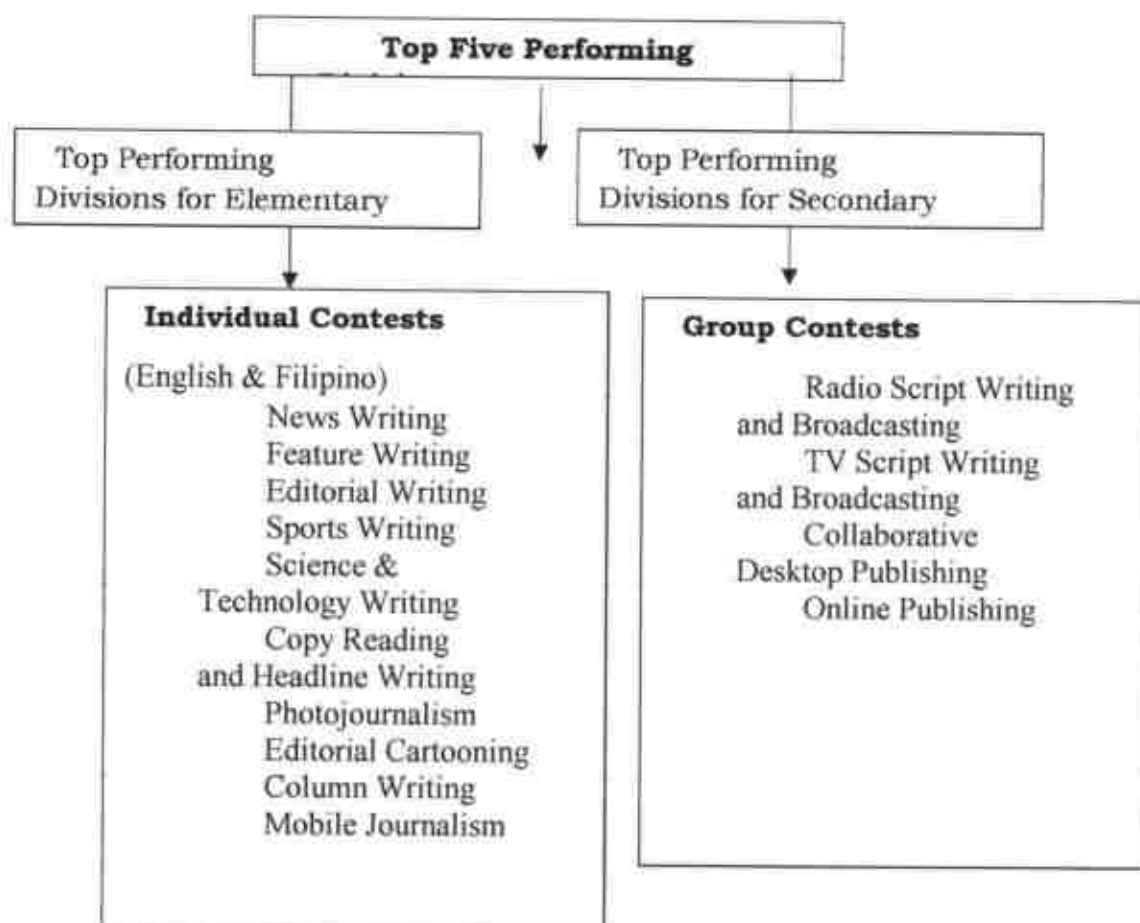 Top Five Performing
Top Performing
Divisions for Elementary
Top Performing
Divisions for Secondary
Individual Contests
(English & Filipino)
News Writing
Feature Writing
Editorial Writing
Sports Writing
Science &
Technology Writing
Copy Reading
and Headline Writing
Photojournalism
Editorial Cartooning
Column Writing
Mobile Journalism
Group Contests
Radio Script Writing
and Broadcasting
TV Script Writing
and Broadcasting
Collaborative
Desktop Publishing
Online Publishing